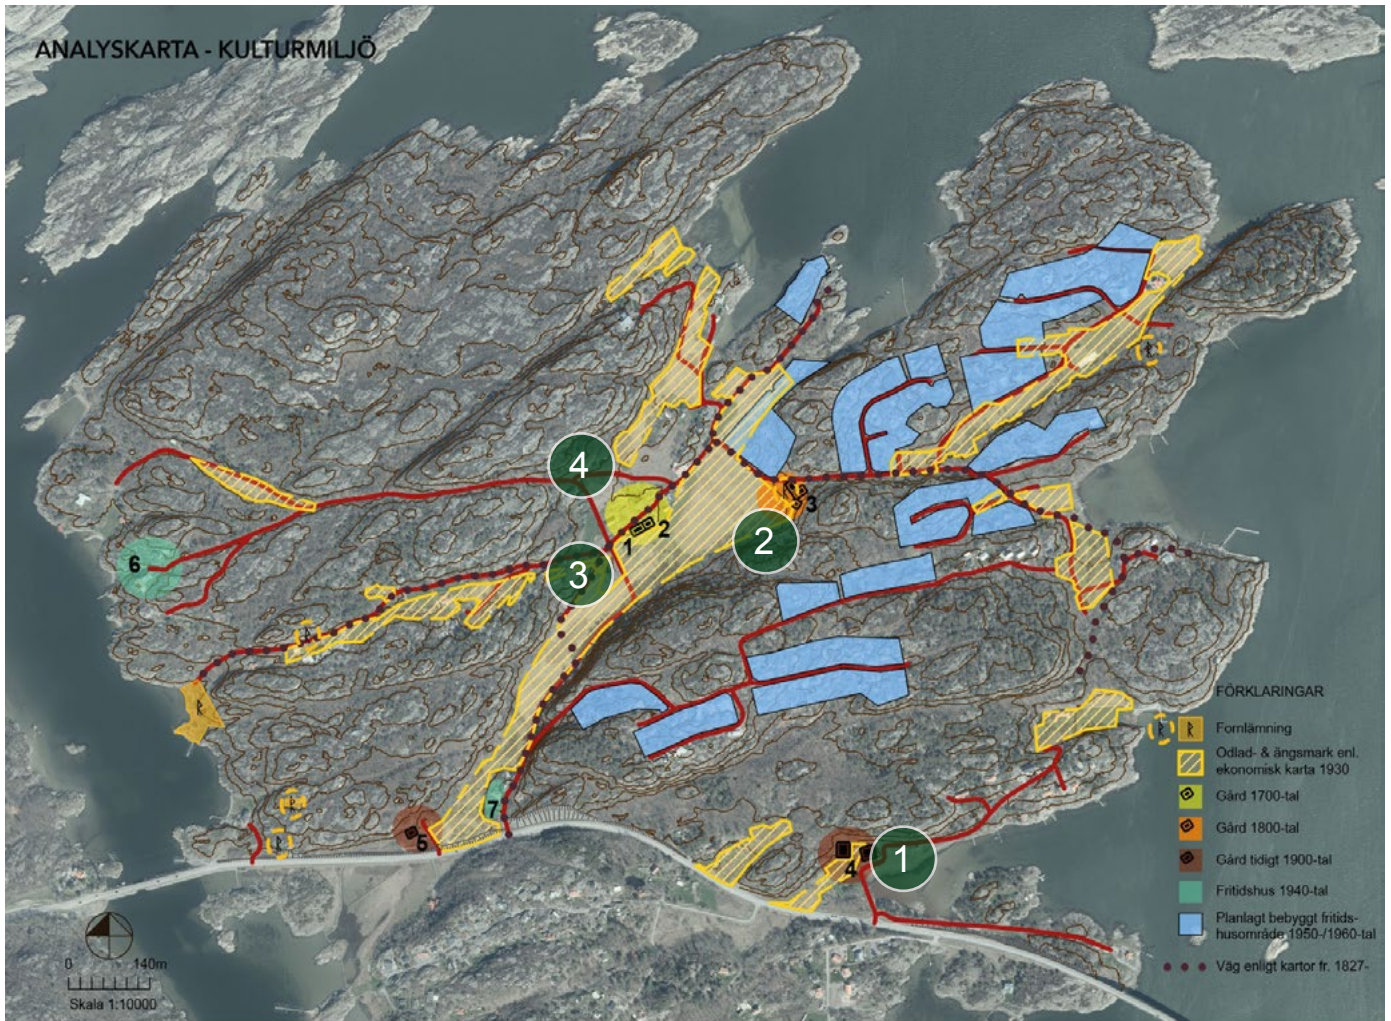 ANALYSKARTA - KULTURMILJÖ
4
3
1
2
2
6
3
7
5
4
1
FÖRKLARINGAR
R R Fornlämning
Odlad- & ängsmark enl.
ekonomisk karta 1930
Gård 1700-tal
Gård 1800-tal
Gård tidigt 1900-tal
Fritidshus 1940-tal
Planlagt bebyggt fritids-
husområde 1950-/1960-tal
Väg enligt kartor fr. 1827-
0 140m
Skala 1:10000